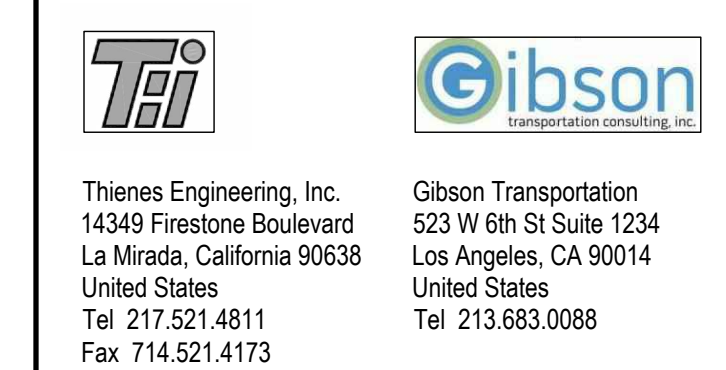 THi
Gibson
transportation consulting, inc.
Thienes Engineering, Inc.
14349 Firestone Boulevard
La Mirada, California 90638
United States
Tel 217.521.4811
Fax 714.521.4173
Gibson Transportation
523 W 6th St Suite 1234
Los Angeles, CA 90014
United States
Tel 213.683.0088